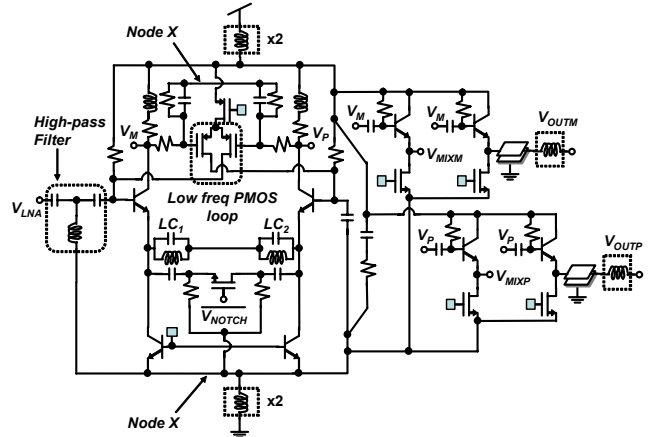 Node X
x2
High-pass
Filter
V_M
V_P
V_LNA
Low freq PMOS
loop
LC_1
LC_2
V_NOTCH
Node X
x2
V_M
V_M
V_MIXM
V_OUTM
V_P
V_P
V_MIXP
V_OUTP